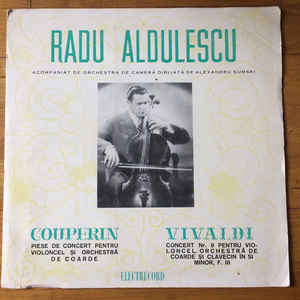 RADU ALDULESCU
ACOMPANIAT DE ORCHESTRA DE CAMERĂ DIRIJATĂ DE ALEXANDRU SUMSKI
COUPERIN
PIESE DE CONCERT PENTRU
VIOLONCEL ȘI ORCHESTRĂ
DE COARDE
VIVALDI
CONCERT Nr. 9 PENTRU VIO-
LONCEL, ORCHESTRĂ DE
COARDE ȘI CLAVECIN ÎN SI
MINOR, F. III
ELECTRECORD